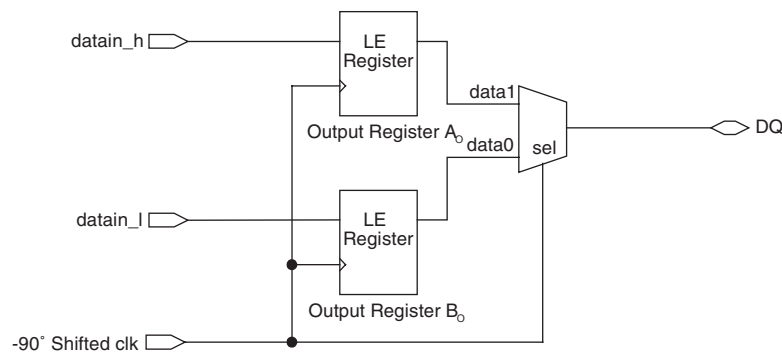 datain_h
LE
Register
data1
Output Register Ao
data0
sel
DQ
LE
Register
datain_l
Output Register Bo
-90° Shifted clk